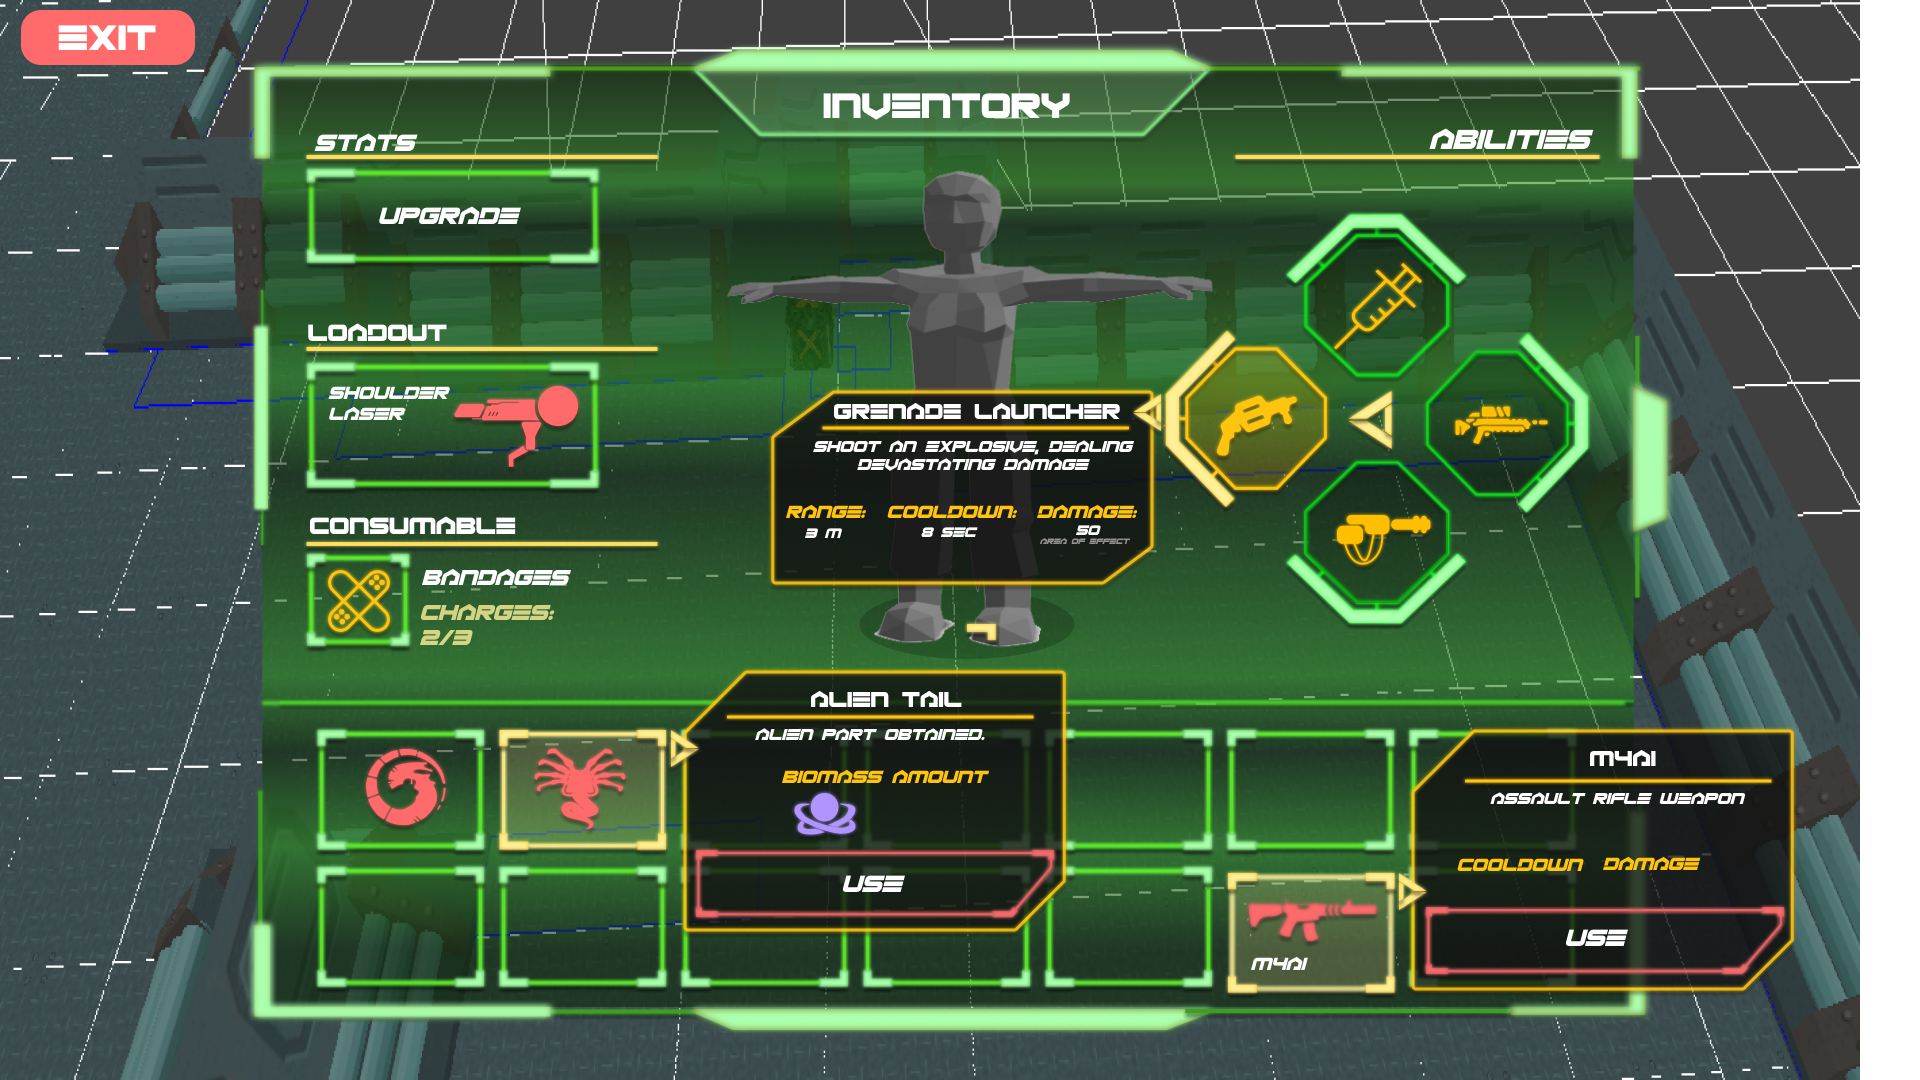 EXIT
INVENTORY
STATS
ABILITIES
UPGRADE
LOADOUT
SHOULDER
LASER
GRENADE LAUNCHER
SHOOT AN EXPLOSIVE, DEALING
DEVASTATING DAMAGE
RANGE: COOLDOWN: DAMAGE:
3 M 8 SEC 50
AREA OF EFFECT
CONSUMABLE
BANDAGES
CHARGES:
2/3
ALIEN TAIL
ALIEN PART OBTAINED.
BIOMASS AMOUNT
USE
M4A1
ASSAULT RIFLE WEAPON
COOLDOWN DAMAGE
USE
M4A1